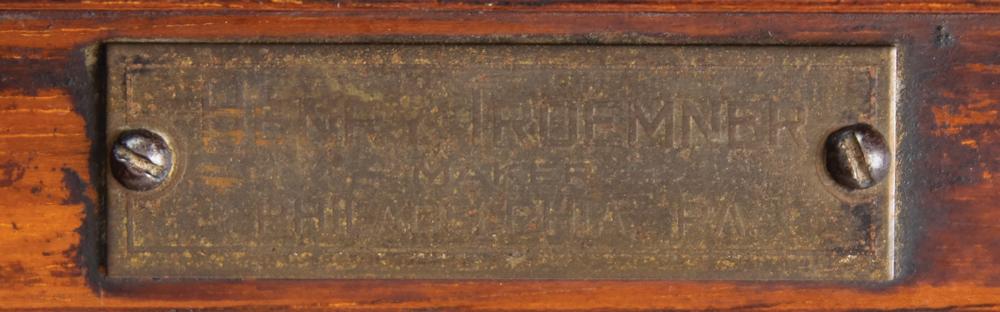 HENRY TROEMNER
MAKER
PHILADELPHIA, PA.